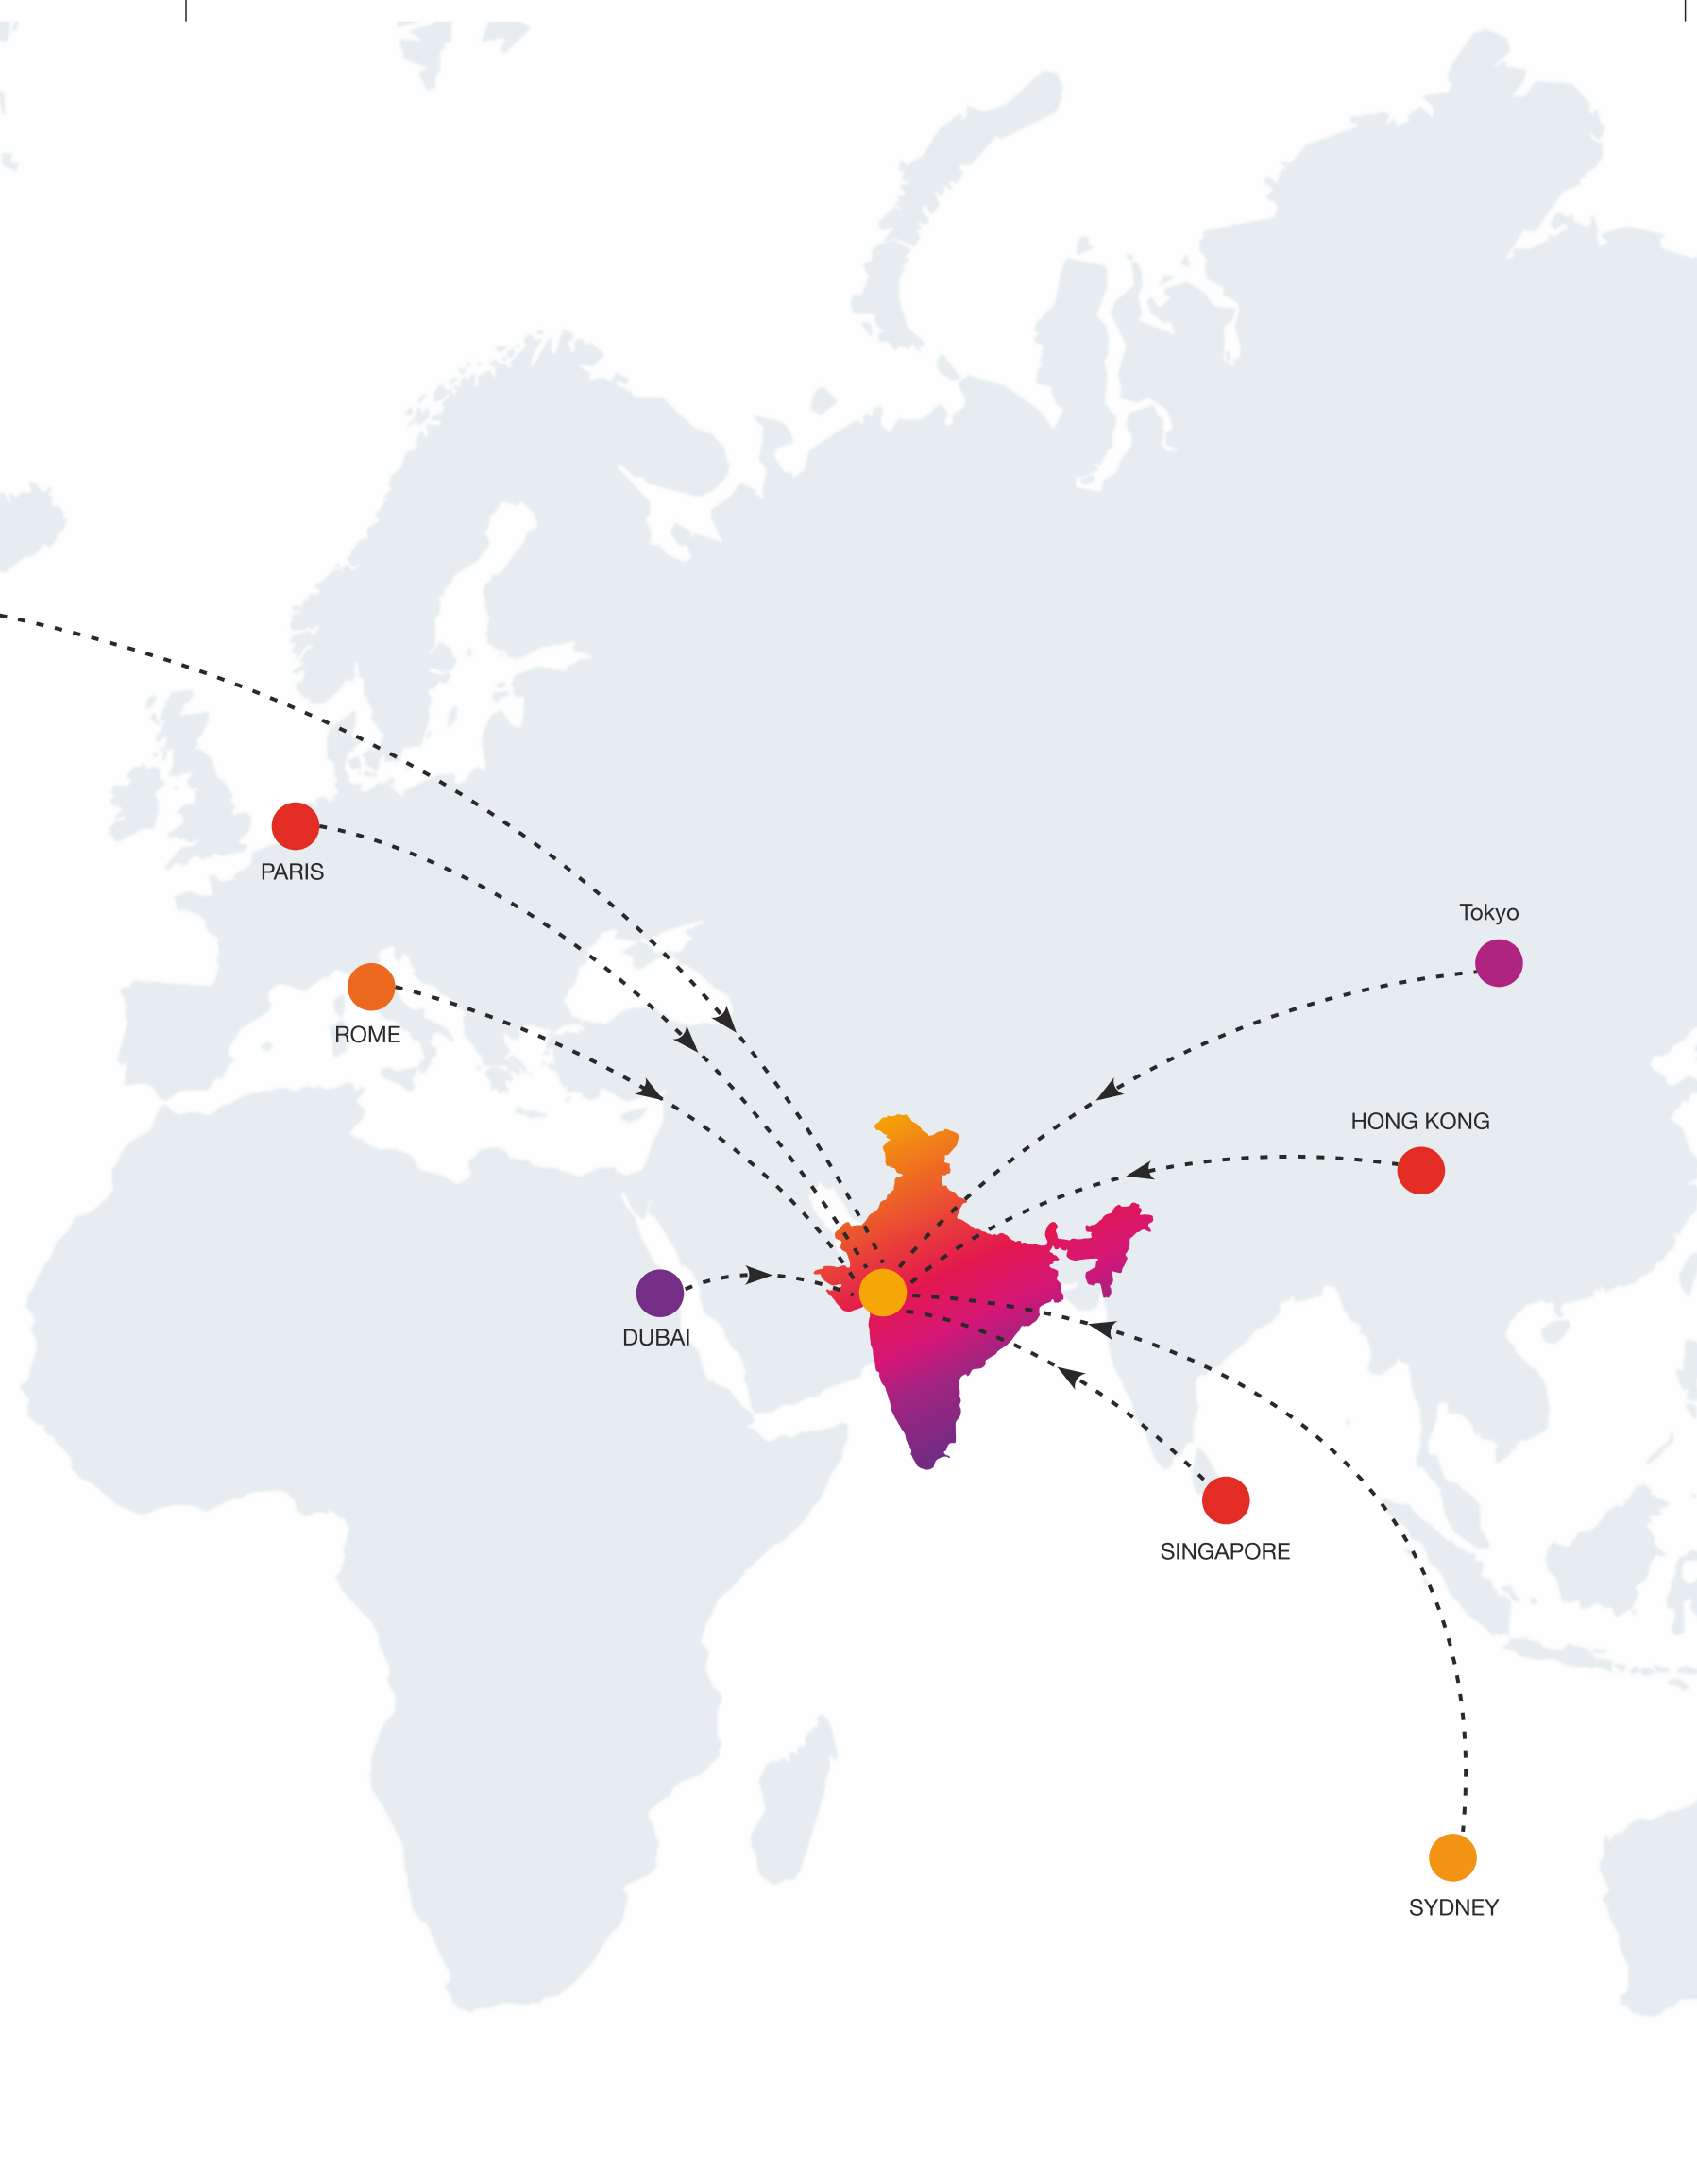 PARIS
Tokyo
ROME
HONG KONG
DUBAI
SINGAPORE
SYDNEY